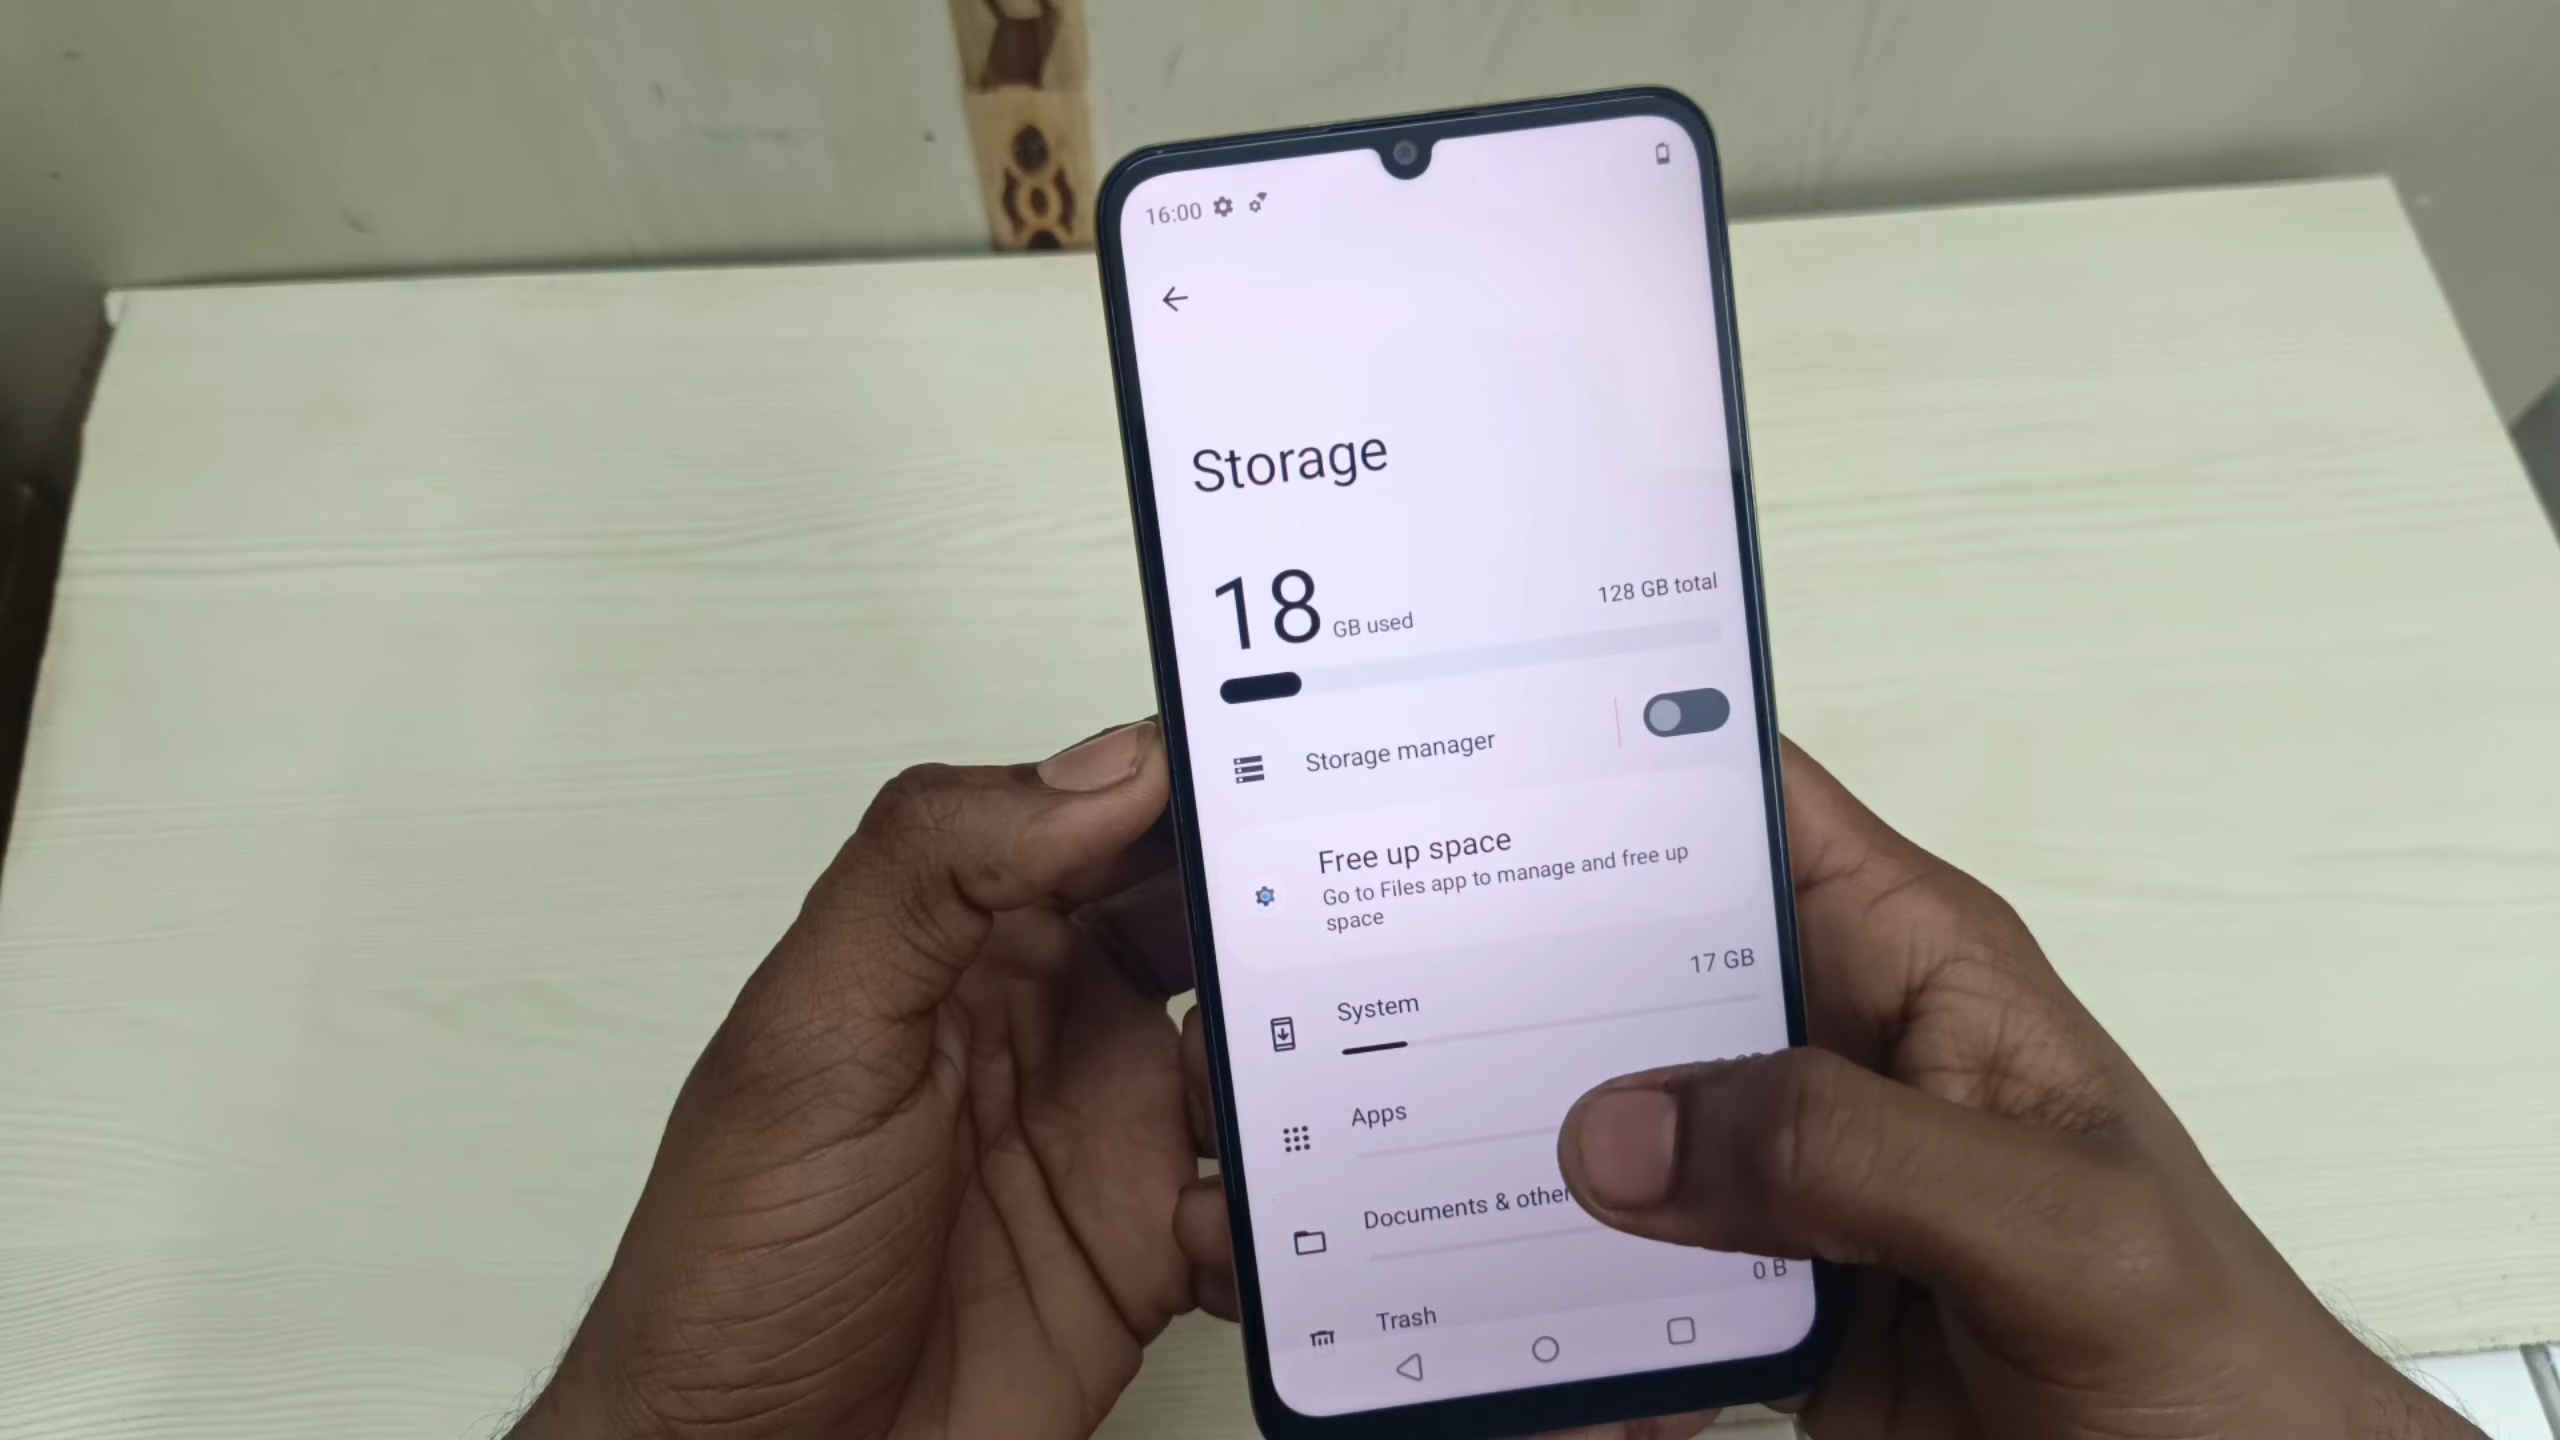 16:00
Storage
18 GB used
128 GB total
Storage manager
Free up space
Go to Files app to manage and free up
space
17 GB
System
Apps
Documents & other
0 B
Trash